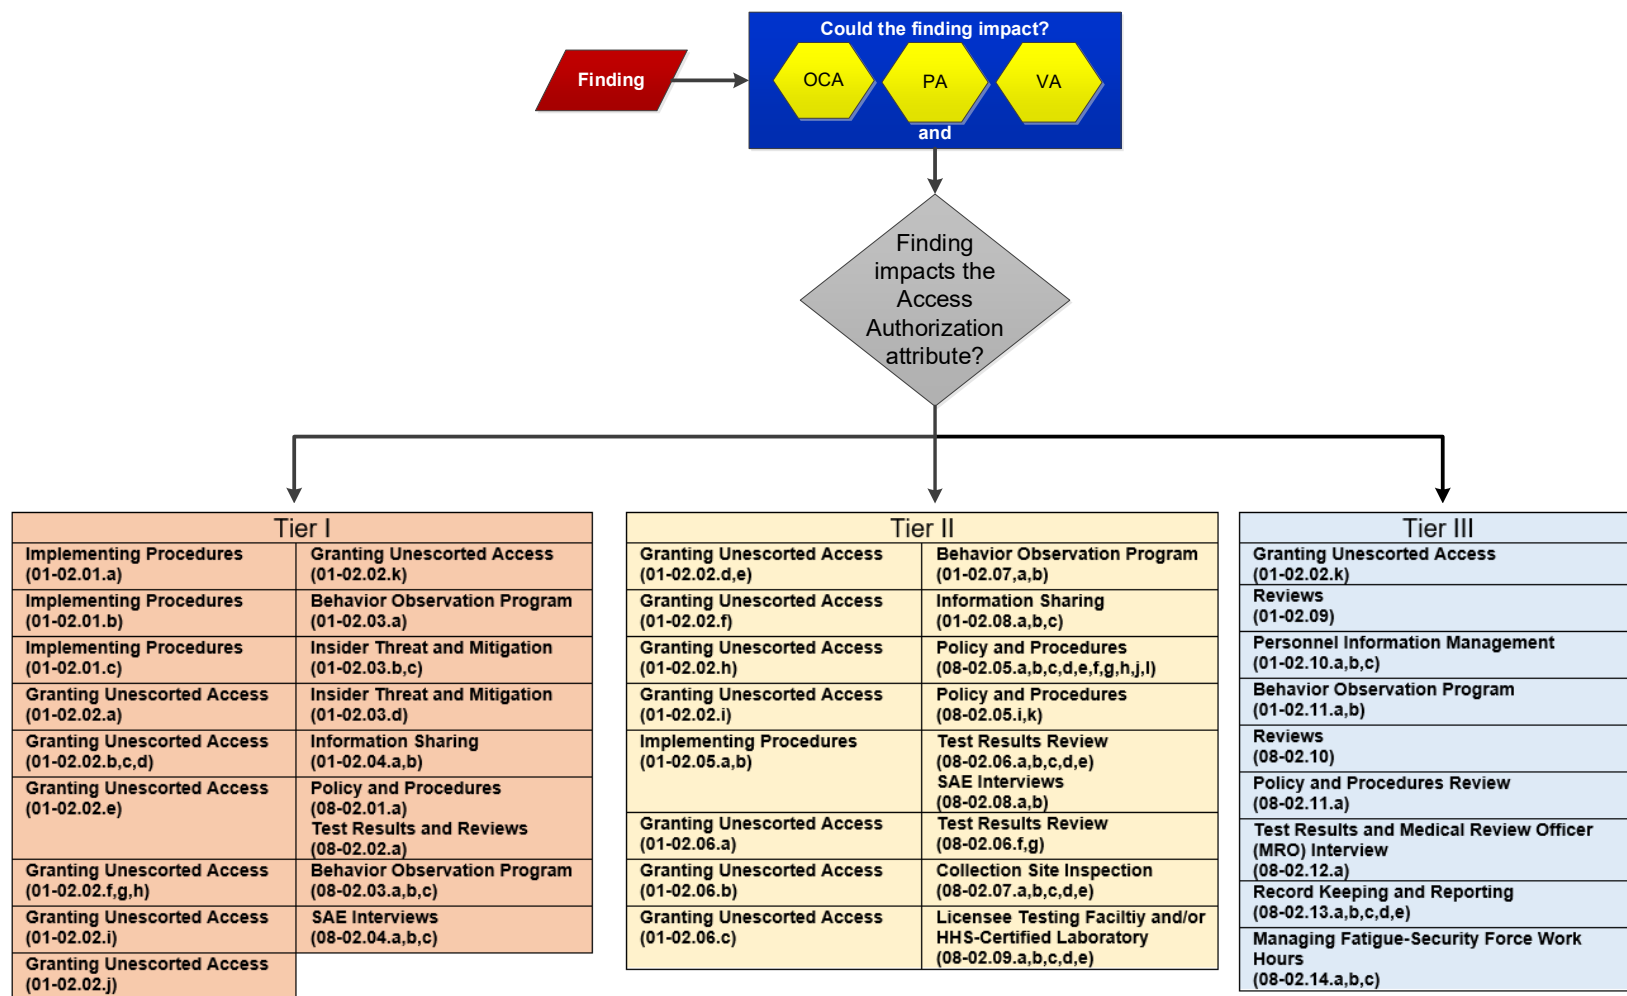 Could the finding impact?
Finding
OCA
PA
VA
and
Finding
impacts the
Access
Authorization
attribute?
Tier I
Implementing Procedures
(01-02.01.a)
Implementing Procedures
(01-02.01.b)
Implementing Procedures
(01-02.01.c)
Granting Unescorted Access
(01-02.02.a)
Granting Unescorted Access
(01-02.02.b,c,d)
Granting Unescorted Access
(01-02.02.e)
Granting Unescorted Access
(01-02.02.f,g,h)
Granting Unescorted Access
(01-02.02.i)
Granting Unescorted Access
(01-02.02.j)
Granting Unescorted Access
(01-02.02.k)
Behavior Observation Program
(01-02.03.a)
Insider Threat and Mitigation
(01-02.03.b,c)
Insider Threat and Mitigation
(01-02.03.d)
Information Sharing
(01-02.04.a,b)
Policy and Procedures
(08-02.01.a)
Test Results and Reviews
(08-02.02.a)
Behavior Observation Program
(08-02.03.a,b,c)
SAE Interviews
(08-02.04.a,b,c)
Tier II
Granting Unescorted Access
(01-02.02.d,e)
Granting Unescorted Access
(01-02.02.f)
Granting Unescorted Access
(01-02.02.h)
Granting Unescorted Access
(01-02.02.i)
Implementing Procedures
(01-02.05.a,b)
Granting Unescorted Access
(01-02.06.a)
Granting Unescorted Access
(01-02.06.b)
Granting Unescorted Access
(01-02.06.c)
Behavior Observation Program
(01-02.07,a,b)
Information Sharing
(01-02.08.a,b,c)
Policy and Procedures
(08-02.05.a,b,c,d,e,f,g,h,j,l)
Policy and Procedures
(08-02.05.i,k)
Test Results Review
(08-02.06.a,b,c,d,e)
SAE Interviews
(08-02.08.a,b)
Test Results Review
(08-02.06.f,g)
Collection Site Inspection
(08-02.07.a,b,c,d,e)
Licensee Testing Faciltiy and/or
HHS-Certified Laboratory
(08-02.09.a,b,c,d,e)
Tier III
Granting Unescorted Access
(01-02.02.k)
Reviews
(01-02.09)
Personnel Information Management
(01-02.10.a,b,c)
Behavior Observation Program
(01-02.11.a,b)
Reviews
(08-02.10)
Policy and Procedures Review
(08-02.11.a)
Test Results and Medical Review Officer
(MRO) Interview
(08-02.12.a)
Record Keeping and Reporting
(08-02.13.a,b,c,d,e)
Managing Fatigue-Security Force Work
Hours
(08-02.14.a,b,c)